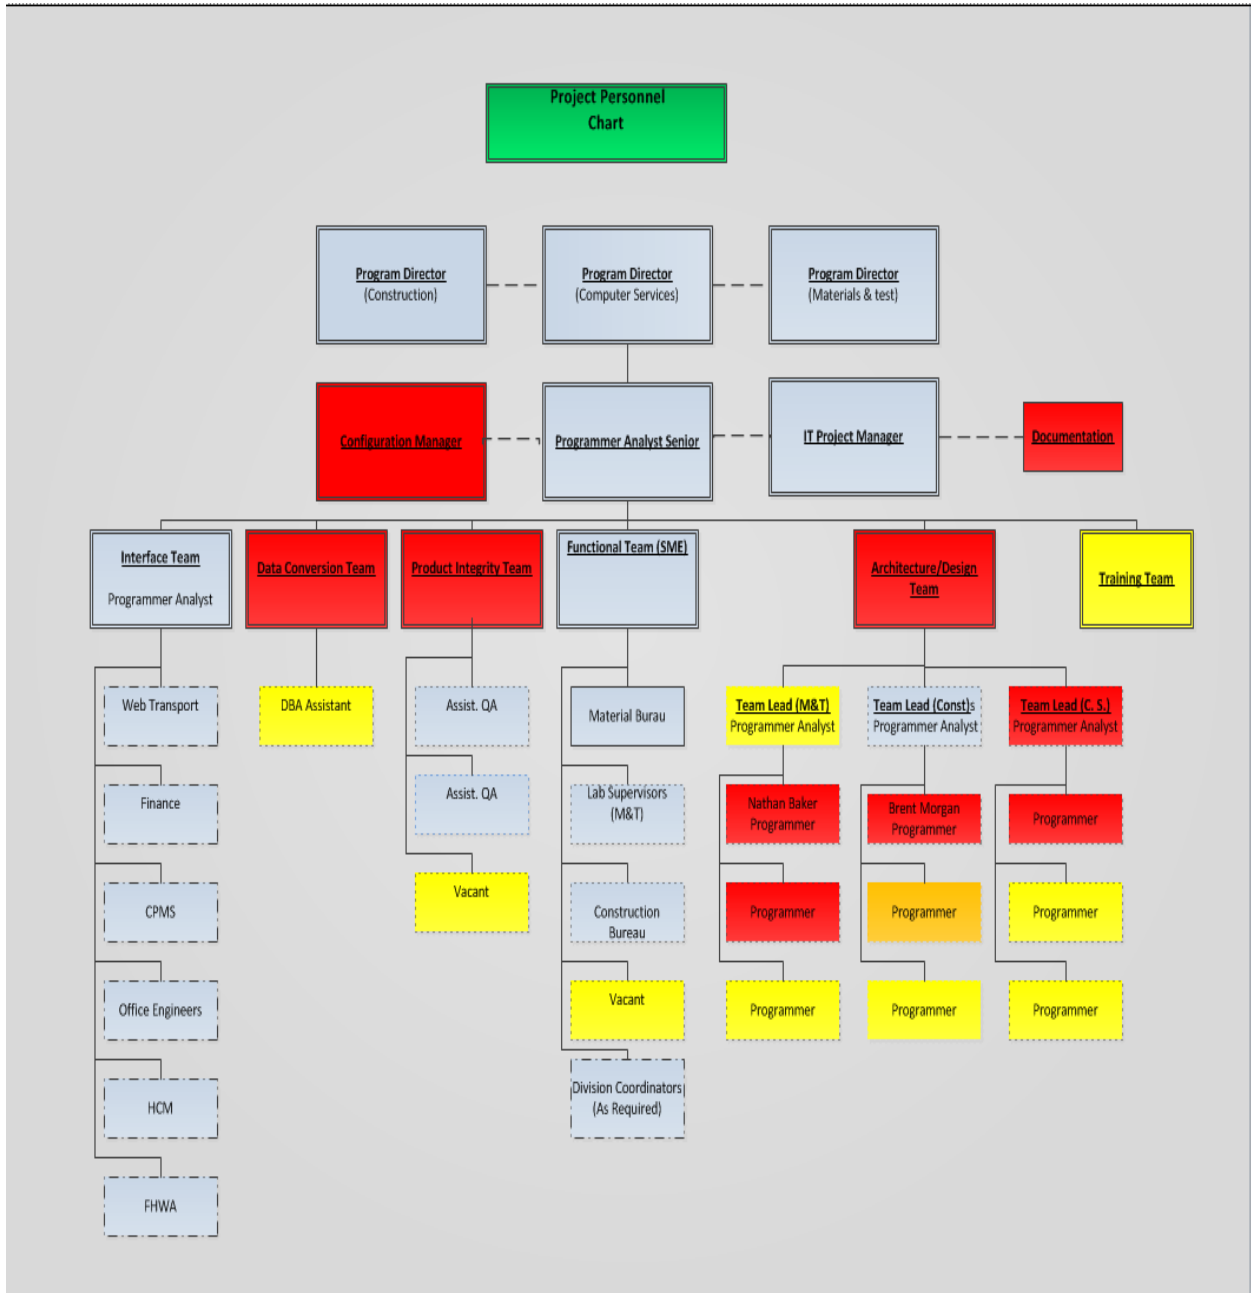 Project Personnel
Chart
Program Director
(Construction)
Program Director
(Computer Services)
Program Director
(Materials & test)
Configuration Manager
Programmer Analyst Senior
IT Project Manager
Documentation
Interface Team
Programmer Analyst
Data Conversion Team
Product Integrity Team
Functional Team (SME)
Architecture/Design
Team
Training Team
Web Transport
Finance
CPMS
Office Engineers
HCM
FHWA
DBA Assistant
Assist. QA
Assist. QA
Vacant
Material Burau
Lab Supervisors
(M&T)
Construction
Bureau
Vacant
Division Coordinators
(As Required)
Team Lead (M&T)
Programmer Analyst
Nathan Baker
Programmer
Programmer
Programmer
Team Lead (Const)s
Programmer Analyst
Brent Morgan
Programmer
Programmer
Programmer
Team Lead (C. S.)
Programmer Analyst
Programmer
Programmer
Programmer